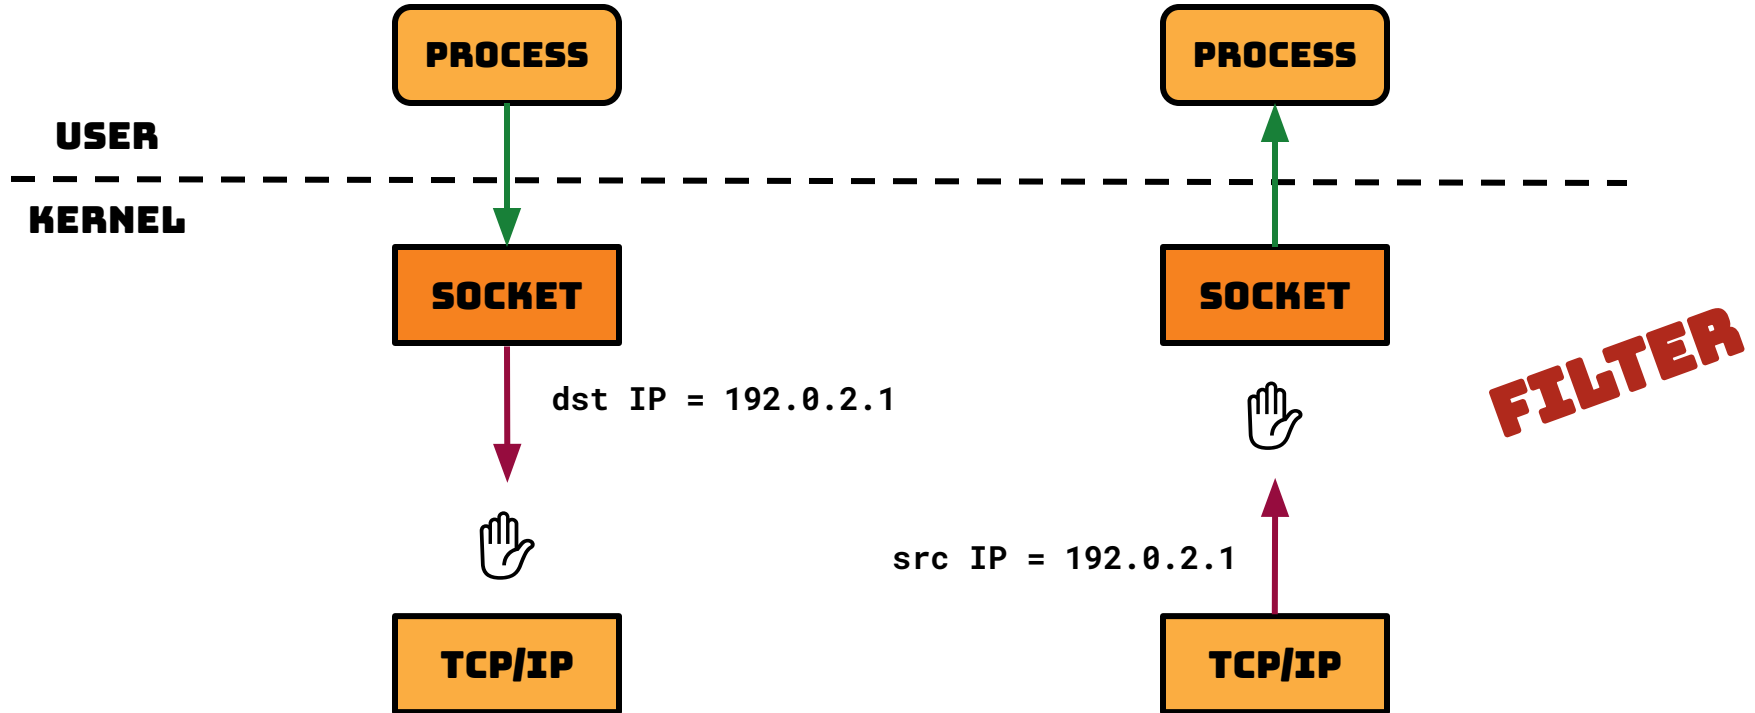 PROCESS
PROCESS
USER
KERNEL
SOCKET
SOCKET
dst IP = 192.0.2.1
FILTER
src IP = 192.0.2.1
TCP/IP
TCP/IP